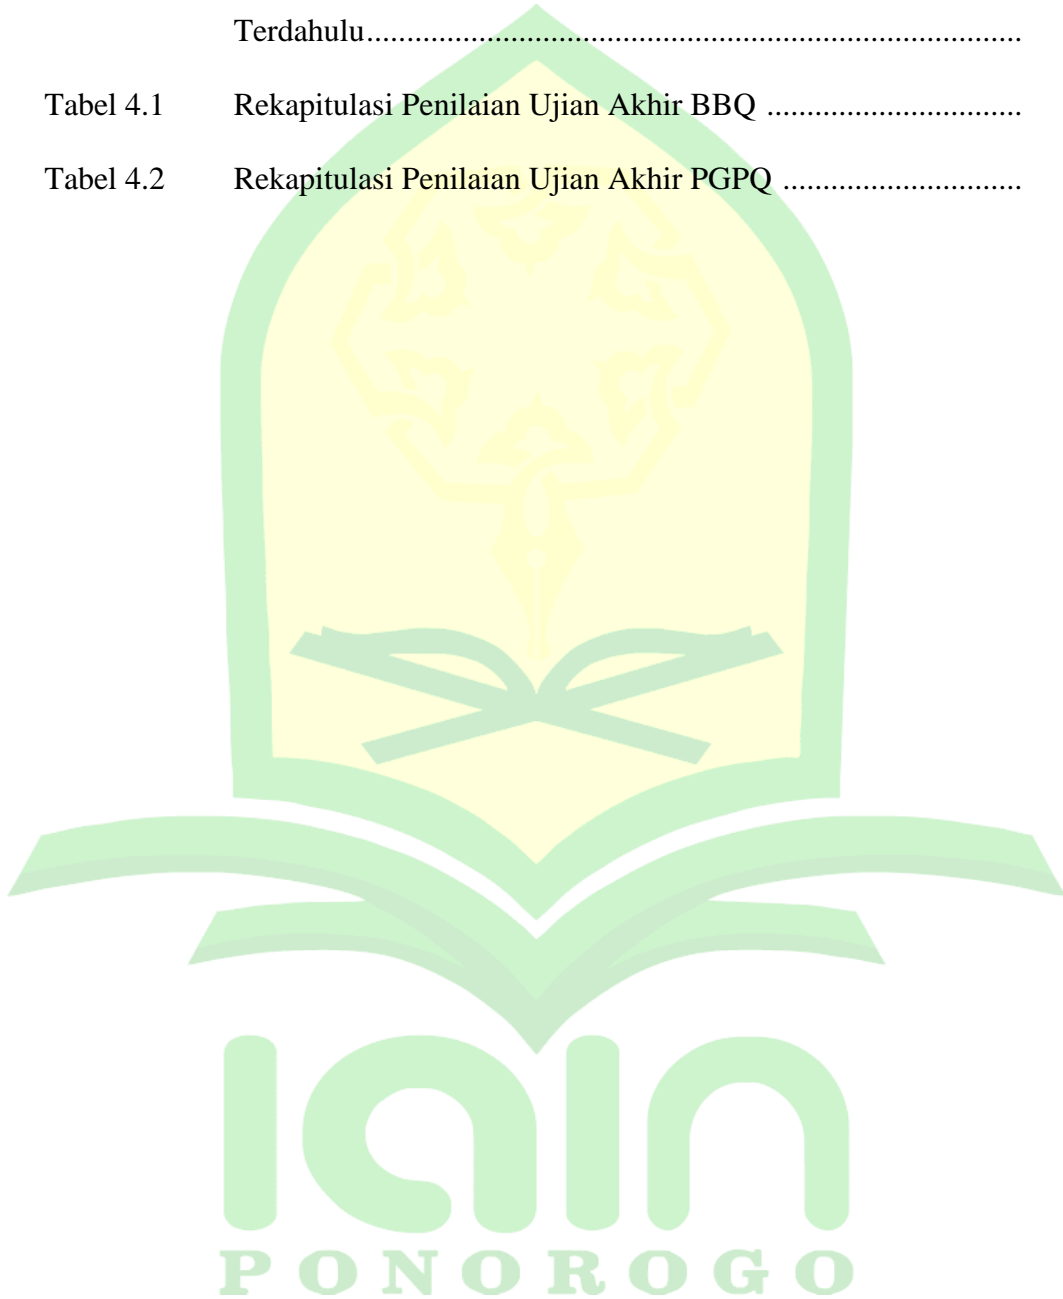 Terdahulu................................................................................
Tabel 4.1 Rekapitulasi Penilaian Ujian Akhir BBQ ...............................
Tabel 4.2 Rekapitulasi Penilaian Ujian Akhir PGPQ .............................
iain
PONOROGO